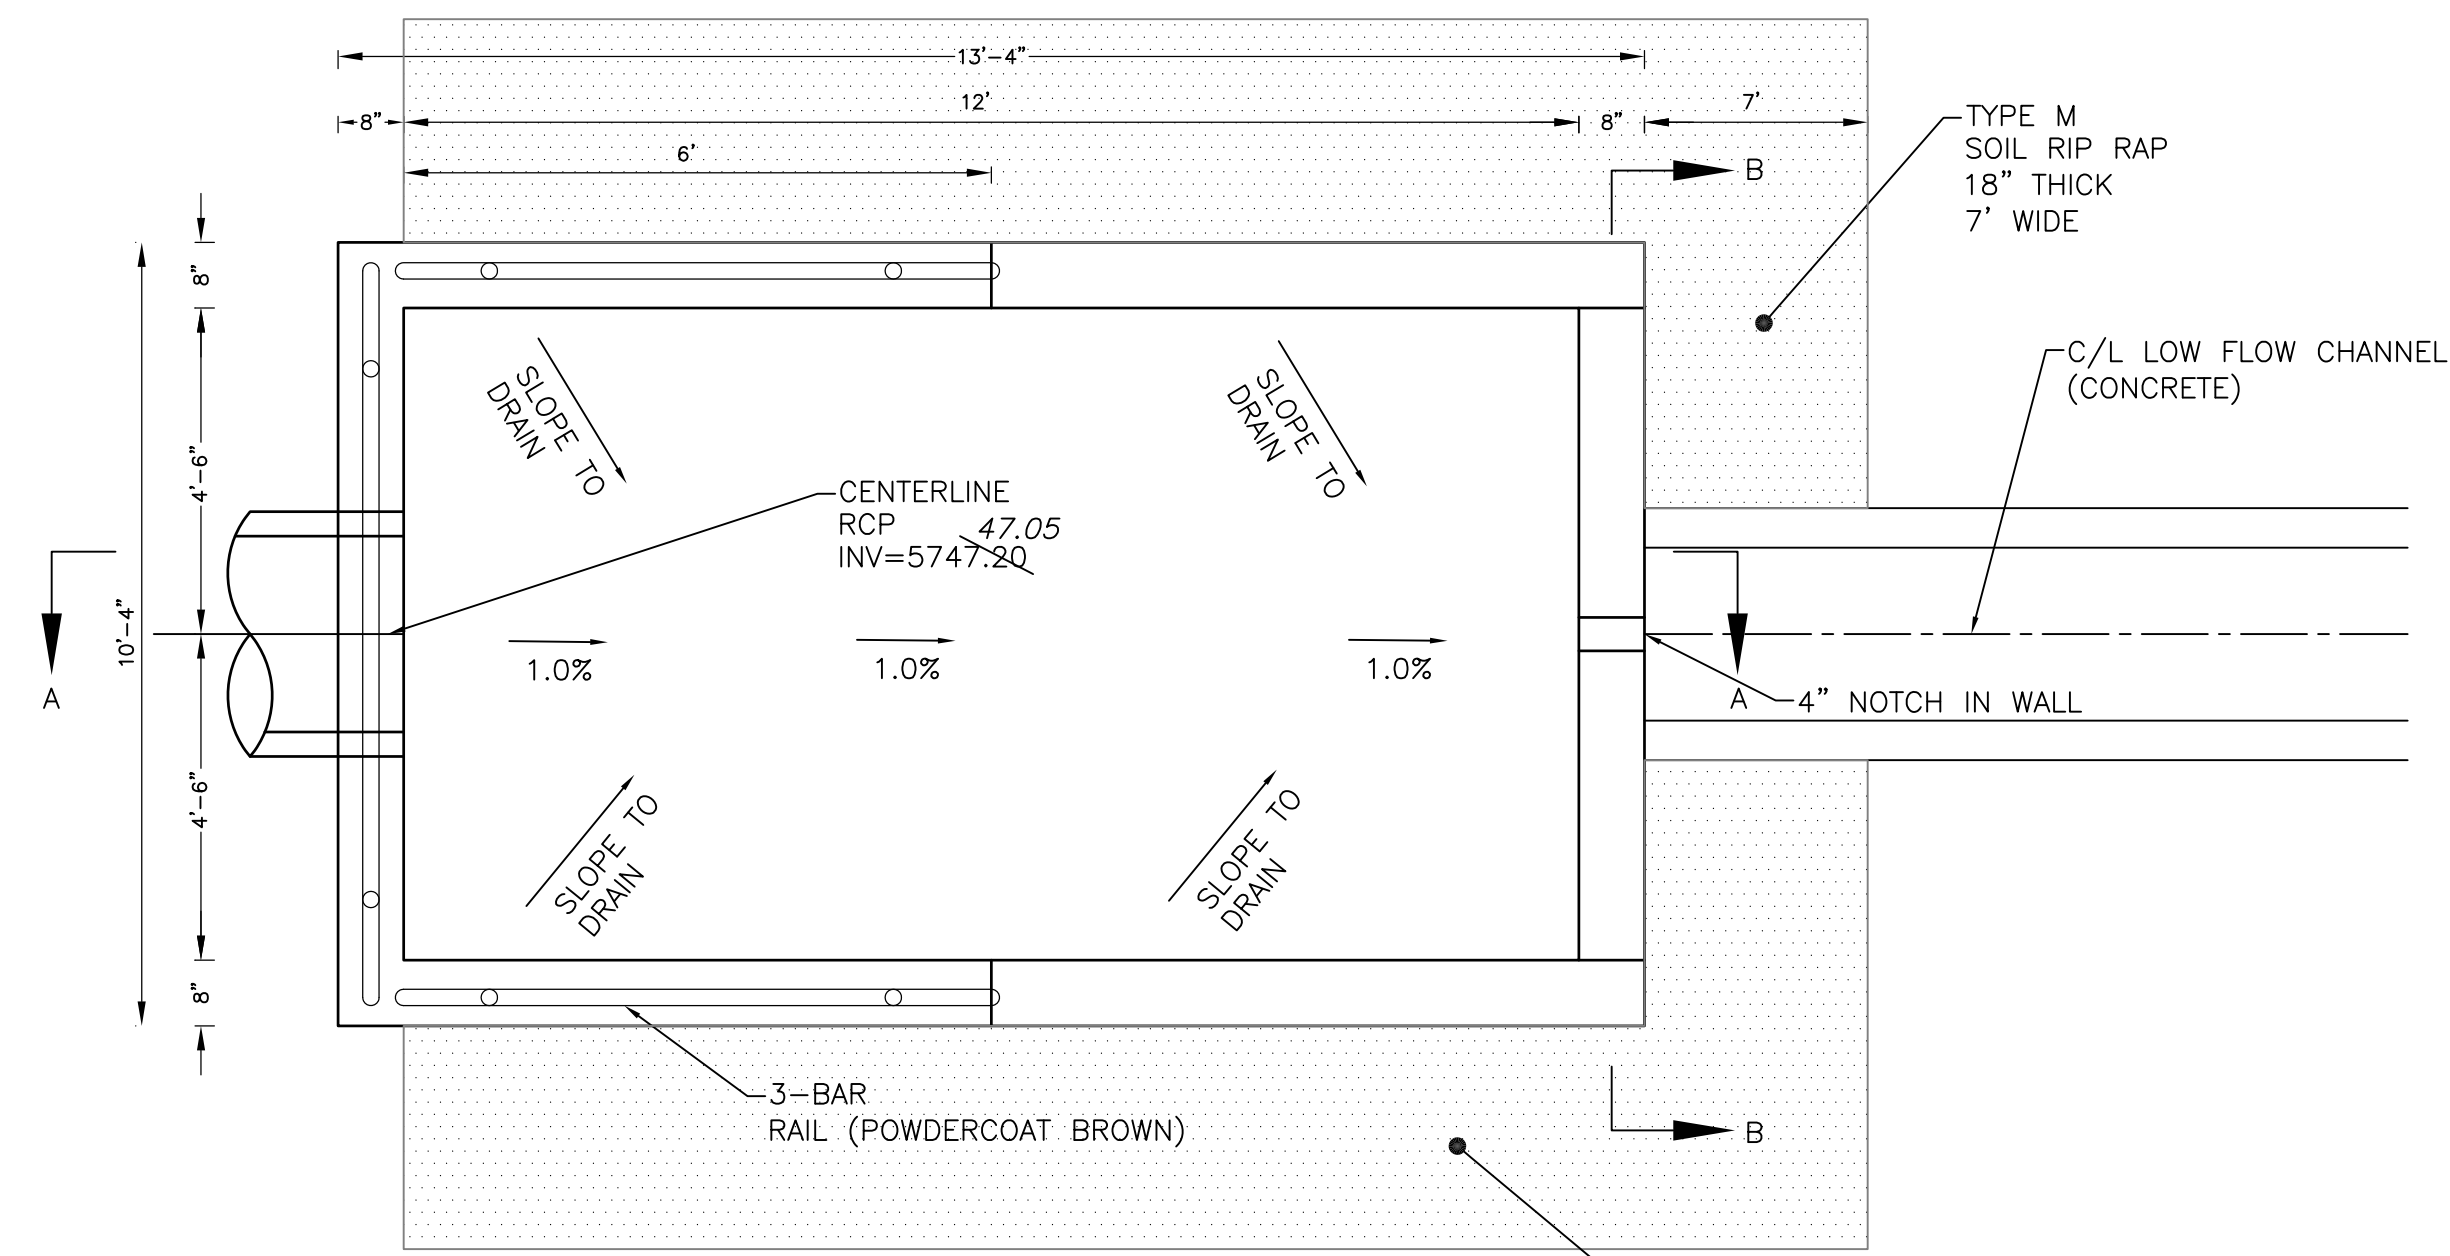 13'-4"
12'
7'
8"
8"
6'
B
TYPE M
SOIL RIP RAP
18" THICK
7' WIDE
8"
C/L LOW FLOW CHANNEL
(CONCRETE)
SLOPE TO
DRAIN
SLOPE TO
DRAIN
4'-6"
CENTERLINE
RCP 47.05
INV=5747.20
10'-4"
1.0%
1.0%
1.0%
A
A
4" NOTCH IN WALL
4'-6"
SLOPE TO
DRAIN
SLOPE TO
DRAIN
8"
3-BAR
RAIL (POWDERCOAT BROWN)
B